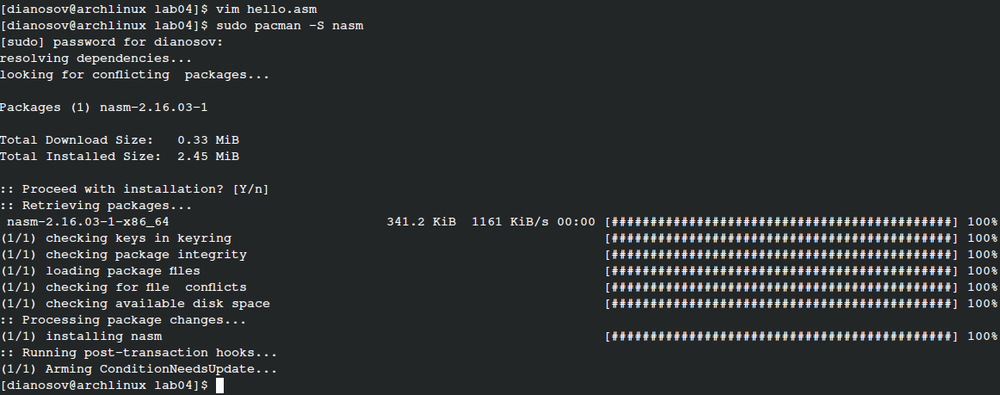 [dianosov@archlinux lab04]$ vim hello.asm
[dianosov@archlinux lab04]$ sudo pacman -S nasm
[sudo] password for dianosov:
resolving dependencies...
looking for conflicting  packages...
Packages (1) nasm-2.16.03-1
Total Download Size:   0.33 MiB
Total Installed Size:  2.45 MiB
:: Proceed with installation? [Y/n]
:: Retrieving packages...
nasm-2.16.03-1-x86_64 341.2 KiB  1161 KiB/s 00:00 [############################################] 100%
(1/1) checking keys in keyring [############################################] 100%
(1/1) checking package integrity [############################################] 100%
(1/1) loading package files [############################################] 100%
(1/1) checking for file  conflicts [############################################] 100%
(1/1) checking available disk space [############################################] 100%
:: Processing package changes...
(1/1) installing nasm [############################################] 100%
:: Running post-transaction hooks...
(1/1) Arming ConditionNeedsUpdate...
[dianosov@archlinux lab04]$